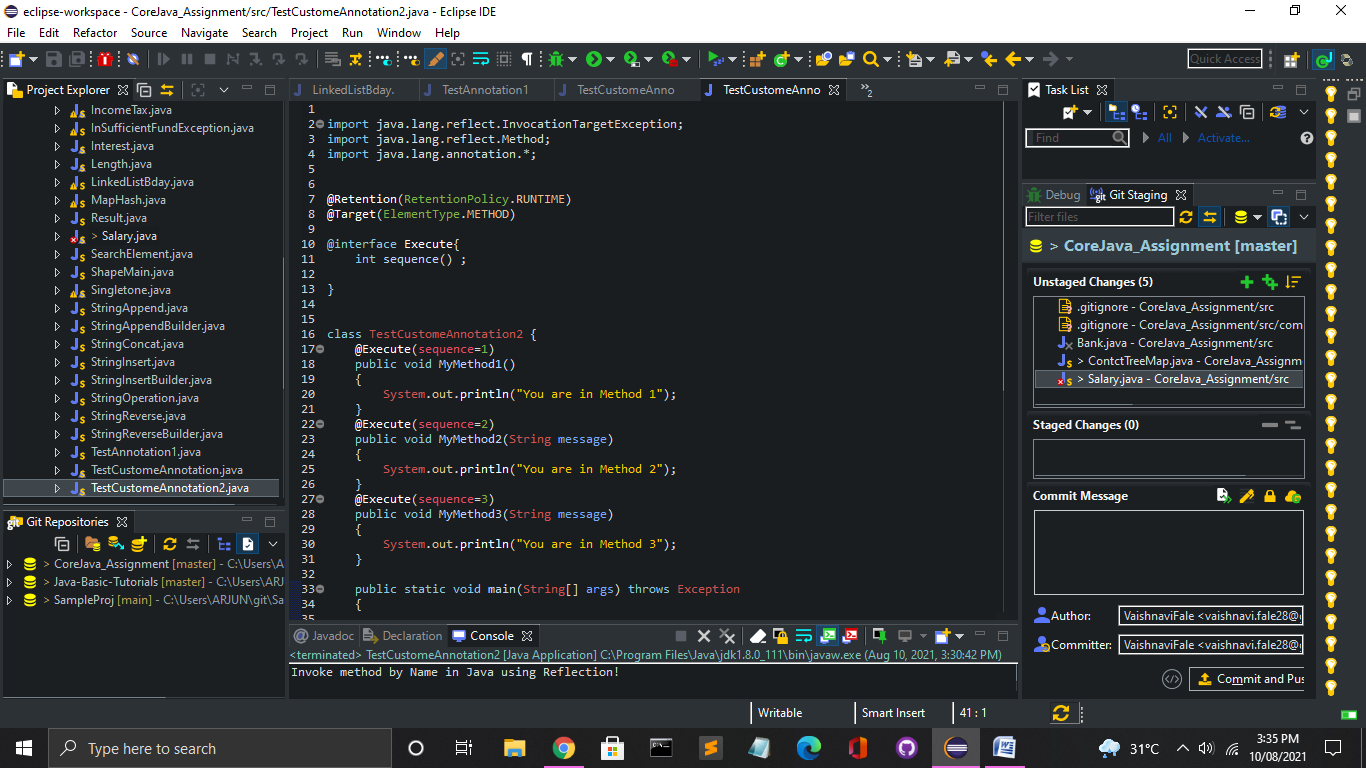 eclipse-workspace - CoreJava_Assignment/src/TestCustomeAnnotation2.java - Eclipse IDE
File Edit Refactor Source Navigate Search Project Run Window Help
Quick Access
Project Explorer
IncomeTax.java
InSufficientFundException.java
Interest.java
Length.java
LinkedListBday.java
MapHash.java
Result.java
> Salary.java
SearchElement.java
ShapeMain.java
Singletone.java
StringAppend.java
StringAppendBuilder.java
StringConcat.java
StringInsert.java
StringInsertBuilder.java
StringOperation.java
StringReverse.java
StringReverseBuilder.java
TestAnnotation1.java
TestCustomeAnnotation.java
TestCustomeAnnotation2.java
Git Repositories
> CoreJava_Assignment [master] - C:\Users\A
> Java-Basic-Tutorials [master] - C:\Users\ARJ
> SampleProj [main] - C:\Users\ARJUN\git\Sa
LinkedListBday. TestAnnotation1 TestCustomeAnno TestCustomeAnno »2
1
2 import java.lang.reflect.InvocationTargetException;
3 import java.lang.reflect.Method;
4 import java.lang.annotation.*;
5
6
7 @Retention(RetentionPolicy.RUNTIME)
8 @Target(ElementType.METHOD)
9
10 @interface Execute{
11 int sequence() ;
12
13 }
14
15
16 class TestCustomeAnnotation2 {
17 @Execute(sequence=1)
18 public void MyMethod1()
19 {
20 System.out.println("You are in Method 1");
21 }
22 @Execute(sequence=2)
23 public void MyMethod2(String message)
24 {
25 System.out.println("You are in Method 2");
26 }
27 @Execute(sequence=3)
28 public void MyMethod3(String message)
29 {
30 System.out.println("You are in Method 3");
31 }
32
33 public static void main(String[] args) throws Exception
34 {
35
Javadoc Declaration Console
<terminated> TestCustomeAnnotation2 [Java Application] C:\Program Files\Java\jdk1.8.0_111\bin\javaw.exe (Aug 10, 2021, 3:30:42 PM)
Invoke method by Name in Java using Reflection!
Task List
Find All Activate...
Debug Git Staging
Filter files
> CoreJava_Assignment [master]
Unstaged Changes (5)
.gitignore - CoreJava_Assignment/src
.gitignore - CoreJava_Assignment/src/com
Bank.java - CoreJava_Assignment/src
> ContctTreeMap.java - CoreJava_Assignm
> Salary.java - CoreJava_Assignment/src
Staged Changes (0)
Commit Message
Author: VaishnaviFale <vaishnavi.fale28@
Committer: VaishnaviFale <vaishnavi.fale28@
Commit and Pus
Writable Smart Insert 41 : 1
Type here to search
31°C
3:35 PM
10/08/2021